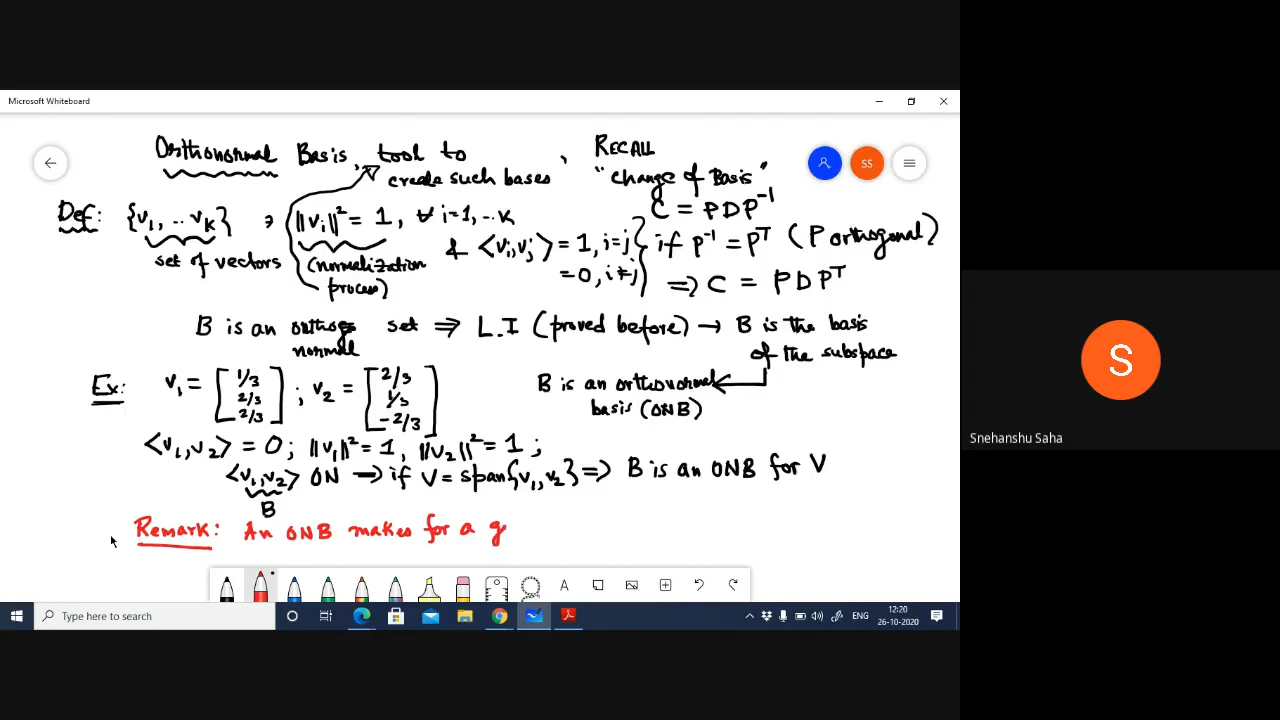 Microsoft Whiteboard
Orthonormal Basis, tool to
create such bases
, RECALL
"change of Basis"
C = PDP⁻¹
Def: {v₁, .. vₖ} ; ||vᵢ||² = 1, ∀ i=1, .. k
set of vectors
(normalization
process)
& <vᵢ,vⱼ> = 1, i=j
=0, i≠j
if P⁻¹ = Pᵀ (P orthogonal)
=> C = PDPᵀ
B is an ortho
normal
set => L.I (proved before) → B is the basis
of the subspace
B is an orthonormal
basis (ONB)
Ex: v₁ = [1/3 2/3 2/3] ; v₂ = [2/3 1/3 -2/3]
<v₁,v₂> = 0; ||v₁||² = 1, ||v₂||² = 1;
<v₁,v₂> ON → if V = span{v₁,v₂} => B is an ONB for V
B
Remark: An ONB makes for a g
SS
S
Snehanshu Saha
A
Type here to search
ENG
12:20
26-10-2020